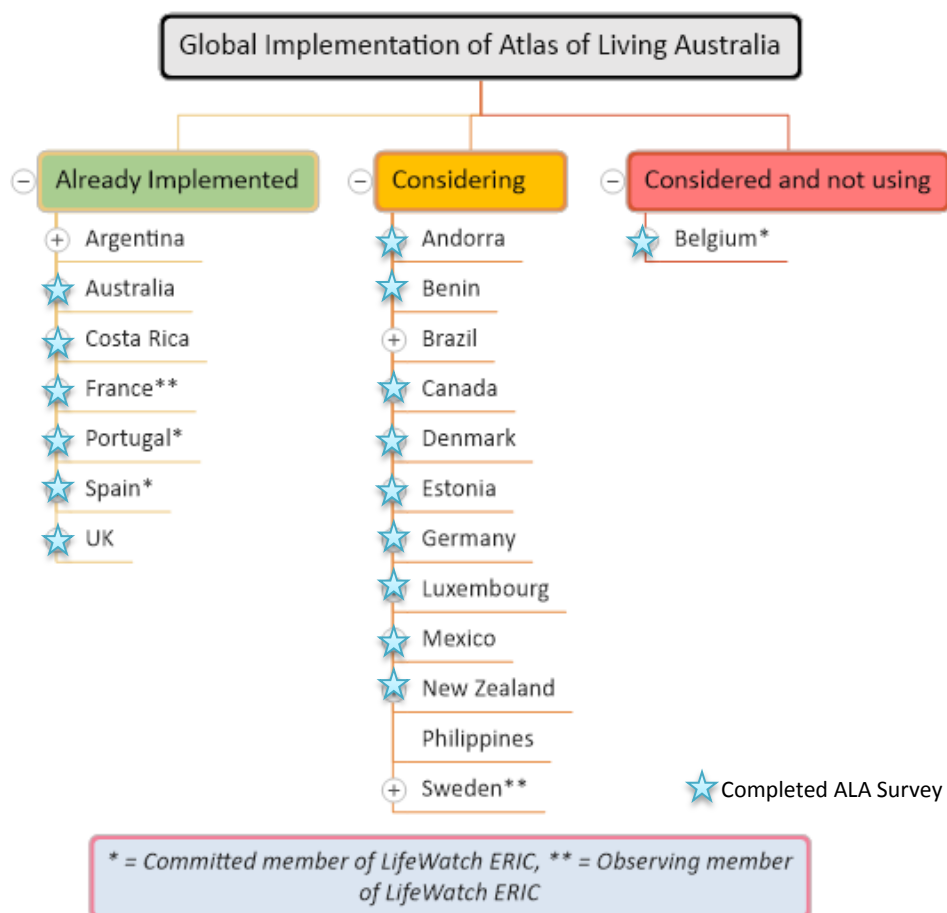 Global Implementation of Atlas of Living Australia
Already Implemented
Argentina
Australia
Costa Rica
France**
Portugal*
Spain*
UK
Considering
Andorra
Benin
Brazil
Canada
Denmark
Estonia
Germany
Luxembourg
Mexico
New Zealand
Philippines
Sweden**
Considered and not using
Belgium*
Completed ALA Survey
* = Committed member of LifeWatch ERIC, ** = Observing member
of LifeWatch ERIC